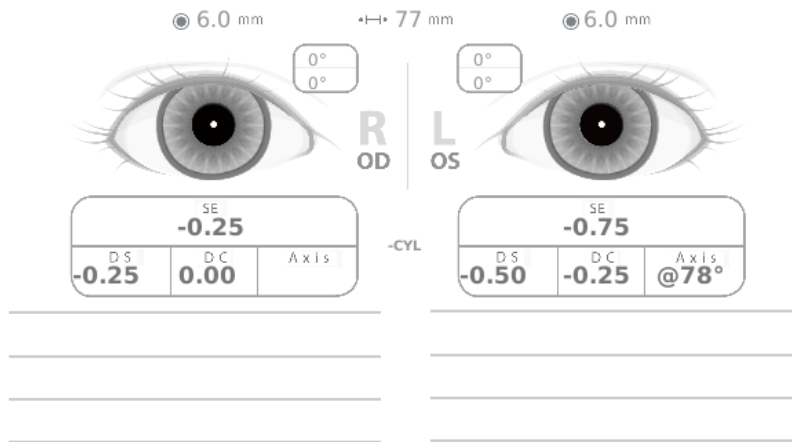 6.0 mm 77 mm 6.0 mm
0° 0°
0° 0°
R L
OD OS
SE SE
-0.25 -0.75
-CYL
DS DC Axis DS DC Axis
-0.25 0.00 -0.50 -0.25 @78°